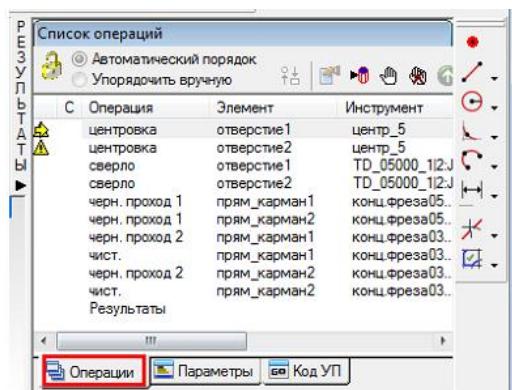 РЕЗУЛЬТАТЫ
Список операций
Автоматический порядок
Упорядочить вручную
С Операция Элемент Инструмент
центровка отверстие1 центр_5
центровка отверстие2 центр_5
сверло отверстие1 TD_05000_1|2:J
сверло отверстие2 TD_05000_1|2:J
черн. проход 1 прям_карман1 конц.фреза05..
черн. проход 1 прям_карман2 конц.фреза05..
черн. проход 2 прям_карман1 конц.фреза03..
чист. прям_карман1 конц.фреза03..
черн. проход 2 прям_карман2 конц.фреза03..
чист. прям_карман2 конц.фреза03..
Результаты
Операции Параметры GO Код УП